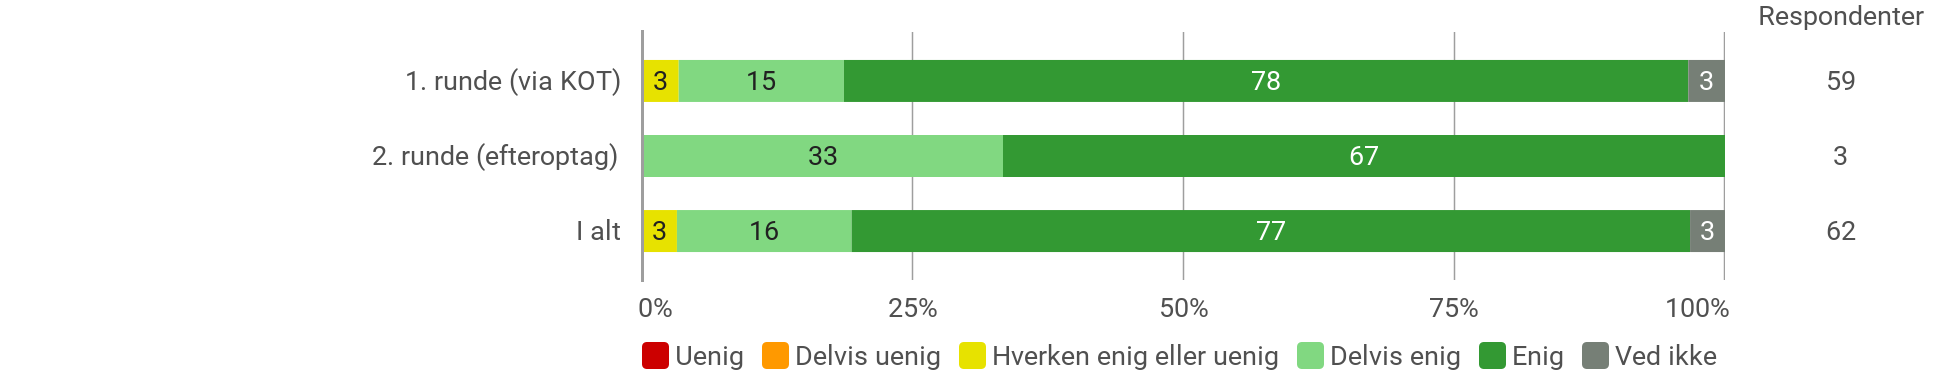 Respondenter
1. runde (via KOT) 3 15 78 3 59
2. runde (efteroptag) 33 67 3
I alt 3 16 77 3 62
0% 25% 50% 75% 100%
Uenig Delvis uenig Hverken enig eller uenig Delvis enig Enig Ved ikke